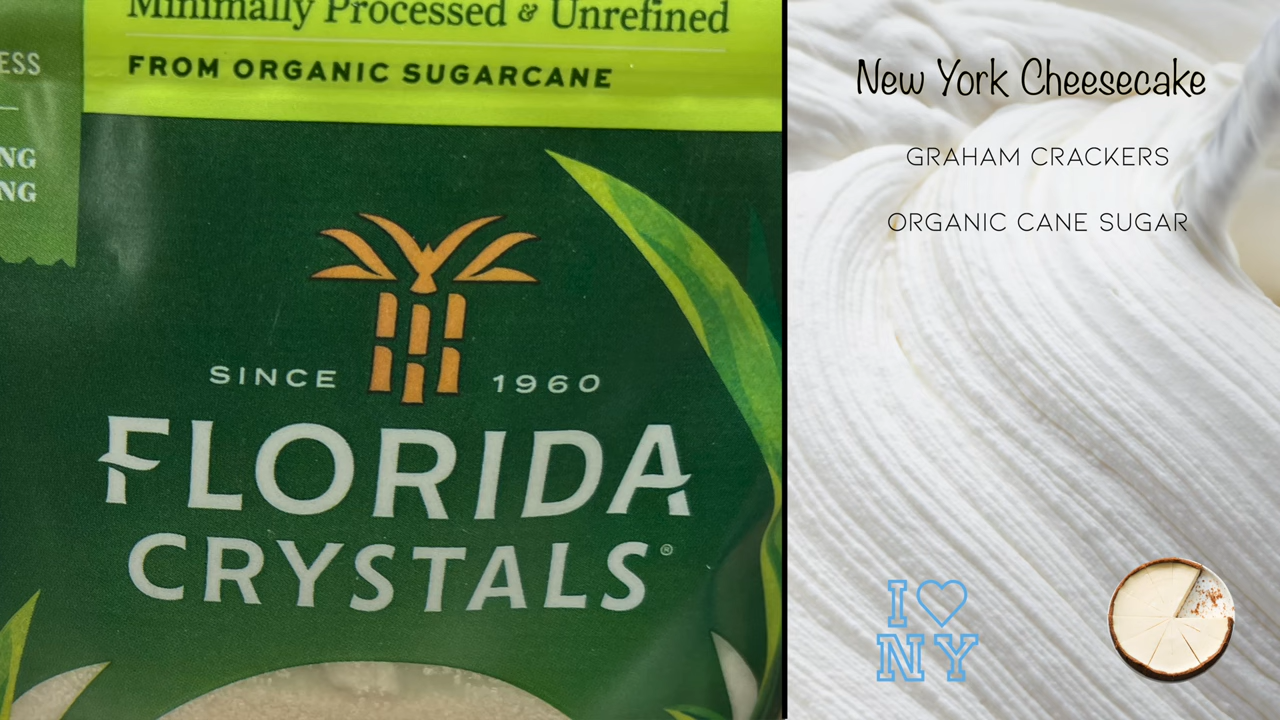 Minimally Processed & Unrefined
FROM ORGANIC SUGARCANE
SINCE 1960
FLORIDA
CRYSTALS®
New York Cheesecake
GRAHAM CRACKERS
ORGANIC CANE SUGAR
I ♡
NY